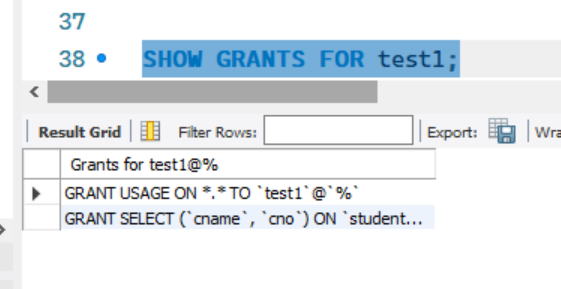 37
38
SHOW GRANTS FOR test1;
Result Grid
Filter Rows:
Export:
Wra
Grants for test1@%
GRANT USAGE ON *.* TO `test1`@`%`
GRANT SELECT (`cname`, `cno`) ON `student...